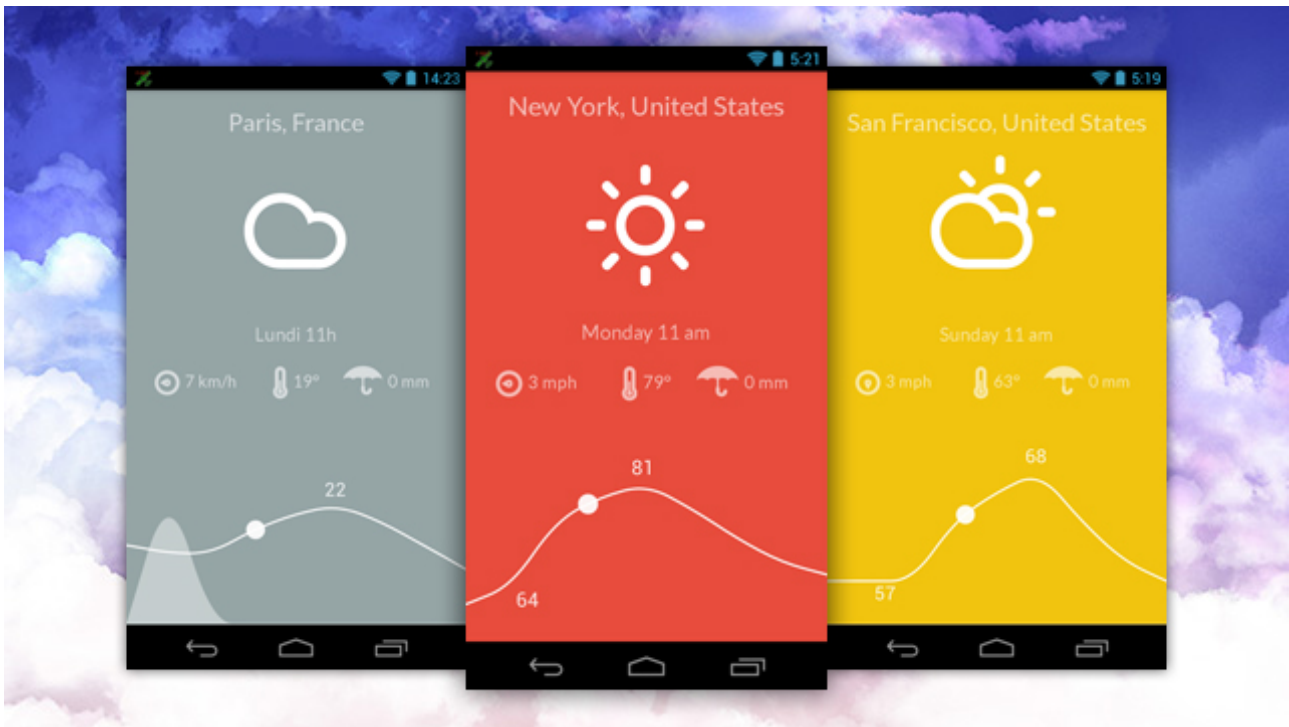 14:23
Paris, France
Lundi 11h
7 km/h 19° 0 mm
22
5:21
New York, United States
Monday 11 am
3 mph 79° 0 mm
81
64
5:19
San Francisco, United States
Sunday 11 am
3 mph 63° 0 mm
68
57